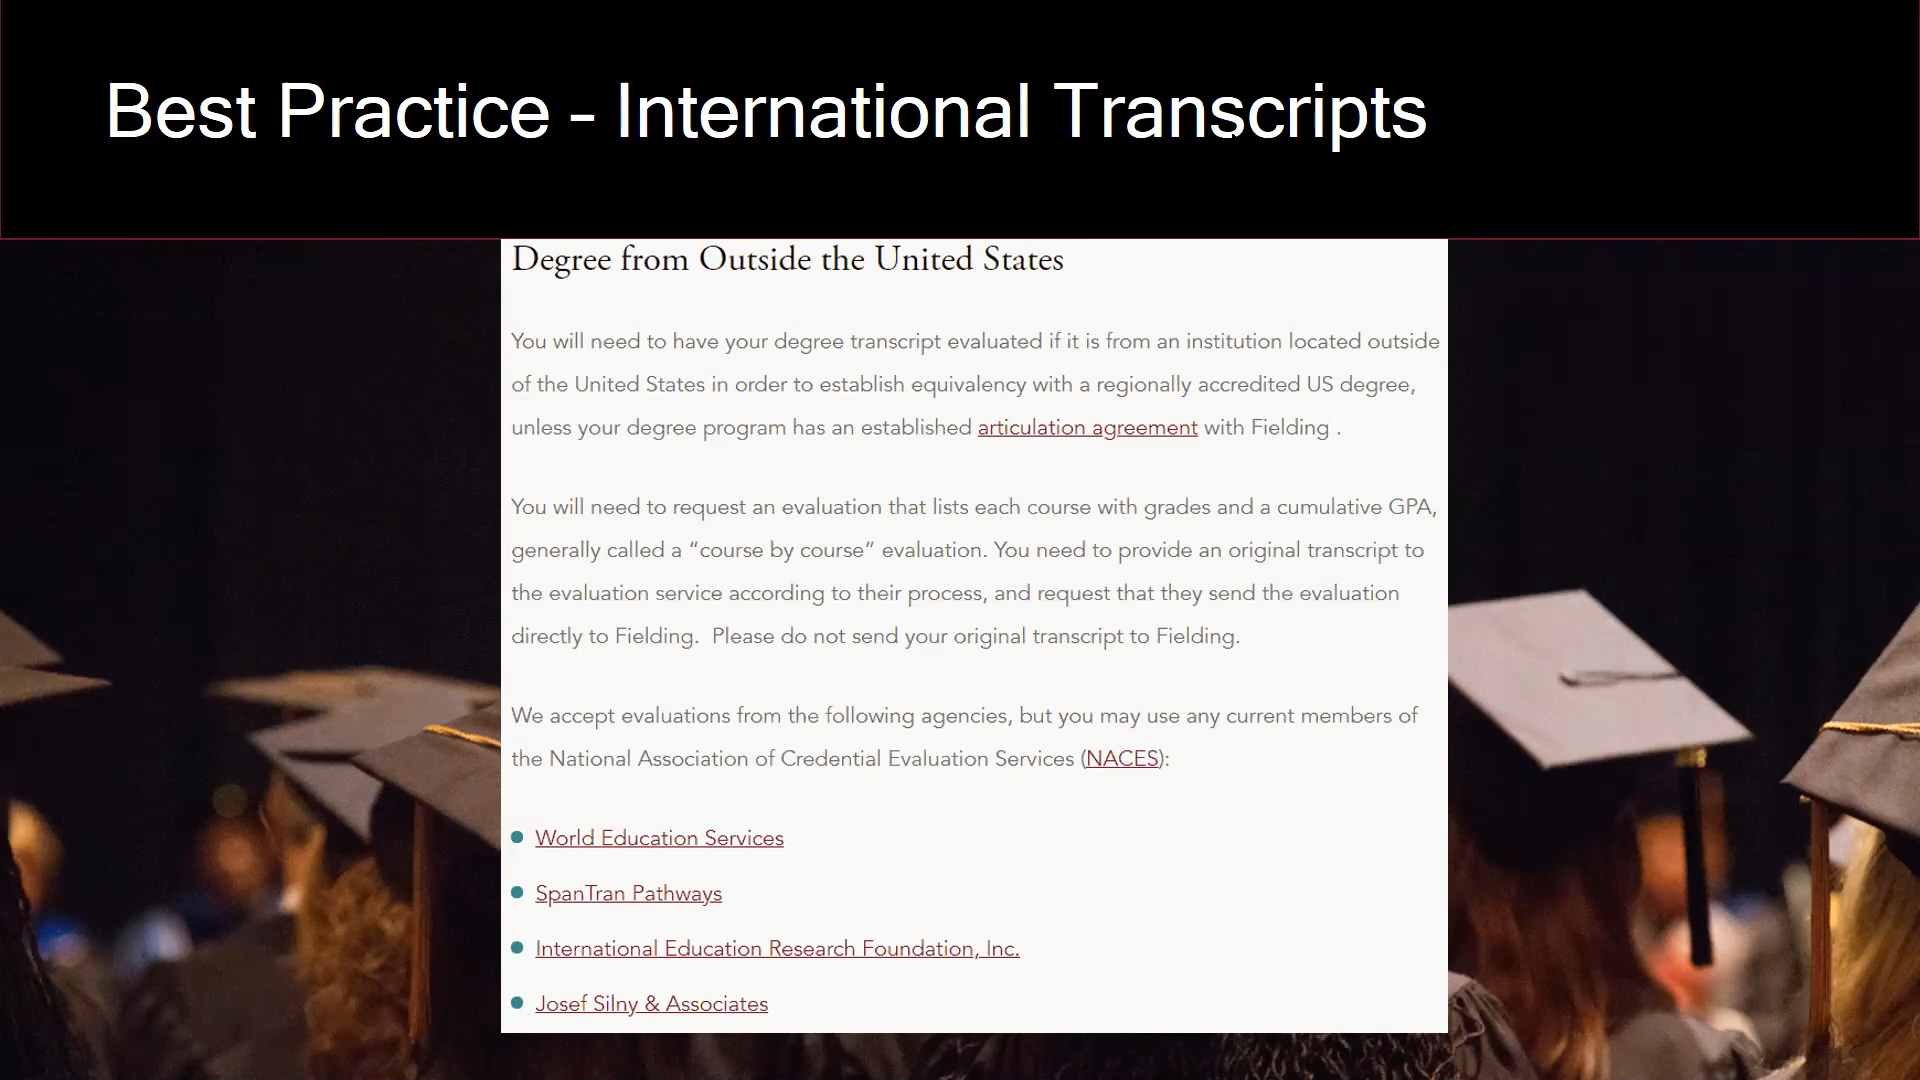 Best Practice – International Transcripts
Degree from Outside the United States
You will need to have your degree transcript evaluated if it is from an institution located outside
of the United States in order to establish equivalency with a regionally accredited US degree,
unless your degree program has an established articulation agreement with Fielding .
You will need to request an evaluation that lists each course with grades and a cumulative GPA,
generally called a “course by course” evaluation. You need to provide an original transcript to
the evaluation service according to their process, and request that they send the evaluation
directly to Fielding.  Please do not send your original transcript to Fielding.
We accept evaluations from the following agencies, but you may use any current members of
the National Association of Credential Evaluation Services (NACES):
World Education Services
SpanTran Pathways
International Education Research Foundation, Inc.
Josef Silny & Associates